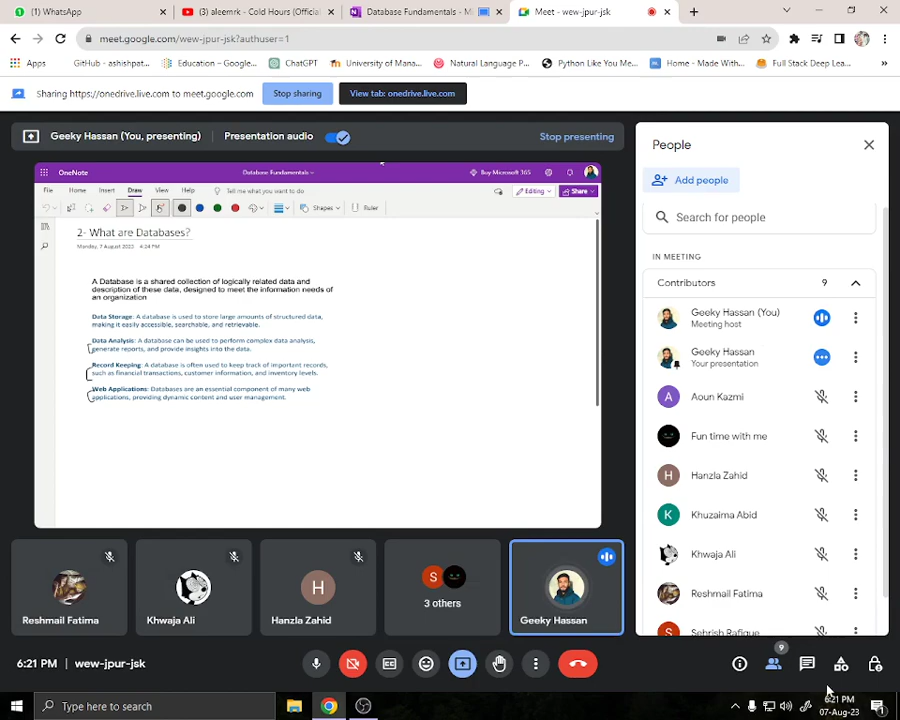 (1) WhatsApp
(3) aleemrk - Cold Hours (Official
Database Fundamentals - Mi
Meet - wew-jpur-jsk
meet.google.com/wew-jpur-jsk?authuser=1
Apps
GitHub - ashishpat...
Education – Google...
ChatGPT
University of Mana...
Natural Language P...
Python Like You Me...
Home - Made With...
Full Stack Deep Lea...
Sharing https://onedrive.live.com to meet.google.com
Stop sharing
View tab: onedrive.live.com
Geeky Hassan (You, presenting)
Presentation audio
Stop presenting
OneNote
Database Fundamentals
Buy Microsoft 365
File
Home
Insert
Draw
View
Help
Tell me what you want to do
Editing
Share
Shapes
Ruler
2- What are Databases?
Monday, 7 August 2023 4:24 PM
A Database is a shared collection of logically related data and
description of these data, designed to meet the information needs of
an organization
Data Storage: A database is used to store large amounts of structured data,
making it easily accessible, searchable, and retrievable.
Data Analysis: A database can be used to perform complex data analysis,
generate reports, and provide insights into the data.
Record Keeping: A database is often used to keep track of important records,
such as financial transactions, customer information, and inventory levels.
Web Applications: Databases are an essential component of many web
applications, providing dynamic content and user management.
People
Add people
Search for people
IN MEETING
Contributors
9
Geeky Hassan (You)
Meeting host
Geeky Hassan
Your presentation
A
Aoun Kazmi
Fun time with me
H
Hanzla Zahid
K
Khuzaima Abid
Khwaja Ali
Reshmail Fatima
S
Sehrish Rafique
Reshmail Fatima
Khwaja Ali
H
Hanzla Zahid
S
3 others
Geeky Hassan
6:21 PM | wew-jpur-jsk
CC
9
Type here to search
6:21 PM
07-Aug-23
1